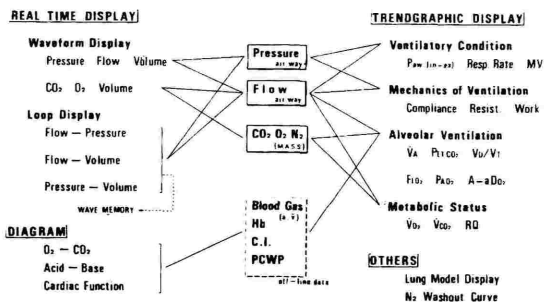 REAL TIME DISPLAY
Waveform Display
Pressure Flow Volume
CO₂ O₂ Volume
Loop Display
Flow — Pressure
Flow — Volume
Pressure — Volume
WAVE MEMORY
DIAGRAM
O₂ — CO₂
Acid — Base
Cardiac Function
Pressure
air way
Flow
air way
CO₂ O₂ N₂
(MASS)
Blood Gas
(a, v̄)
Hb
C.I.
PCWP
off-line data
TRENDGRAPHIC DISPLAY
Ventilatory Condition
Paw (in-ex) Resp. Rate MV
Mechanics of Ventilation
Compliance Resist. Work
Alveolar Ventilation
V̇A PETCO₂ VD/VT
FIO₂ PAO₂ A-aDO₂
Metabolic Status
V̇O₂ V̇CO₂ RQ
OTHERS
Lung Model Display
N₂ Washout Curve